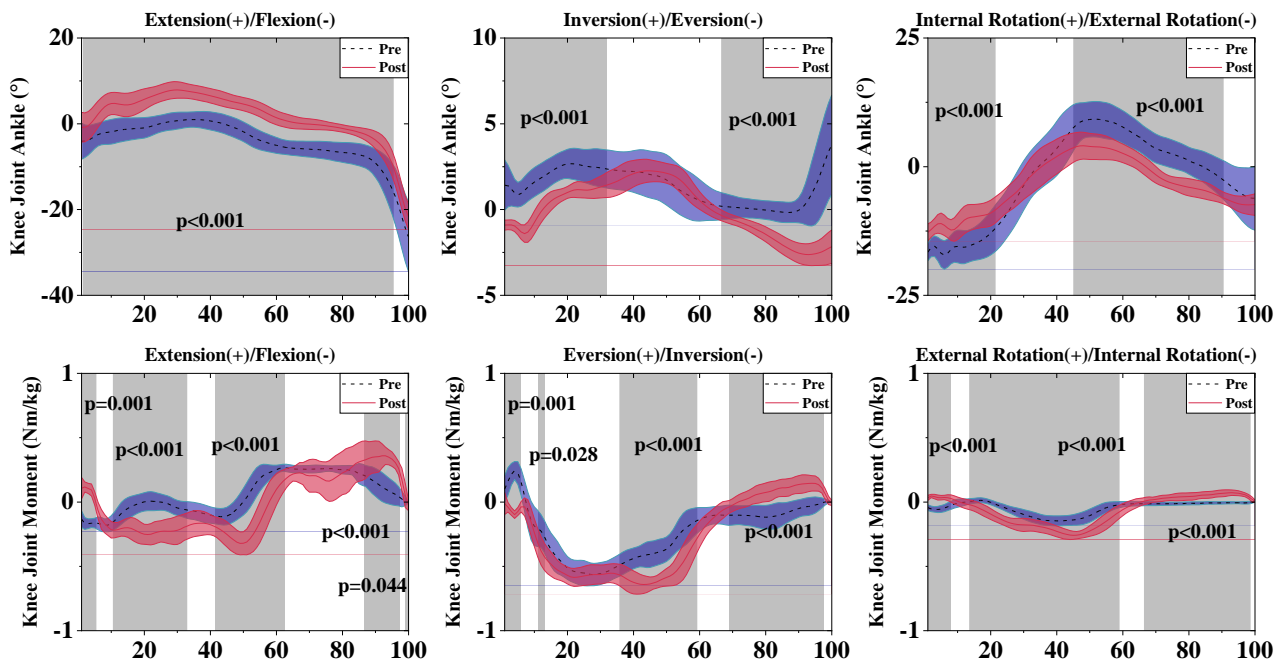 Extension(+)/Flexion(-)
Knee Joint Ankle (°)
20
0
-20
-40
Pre
Post
p<0.001
0
20
40
60
80
100
Inversion(+)/Eversion(-)
Knee Joint Ankle (°)
10
5
0
-5
Pre
Post
p<0.001
p<0.001
20
40
60
80
100
Internal Rotation(+)/External Rotation(-)
Knee Joint Ankle (°)
25
0
-25
Pre
Post
p<0.001
p<0.001
20
40
60
80
100
Extension(+)/Flexion(-)
Knee Joint Moment (Nm/kg)
1
0
-1
Pre
Post
p=0.001
p<0.001
p<0.001
p<0.001
p=0.044
20
40
60
80
100
Eversion(+)/Inversion(-)
Knee Joint Moment (Nm/kg)
1
0
-1
Pre
Post
p=0.001
p=0.028
p<0.001
p<0.001
20
40
60
80
100
External Rotation(+)/Internal Rotation(-)
Knee Joint Moment (Nm/kg)
1
0
-1
Pre
Post
p<0.001
p<0.001
p<0.001
20
40
60
80
100